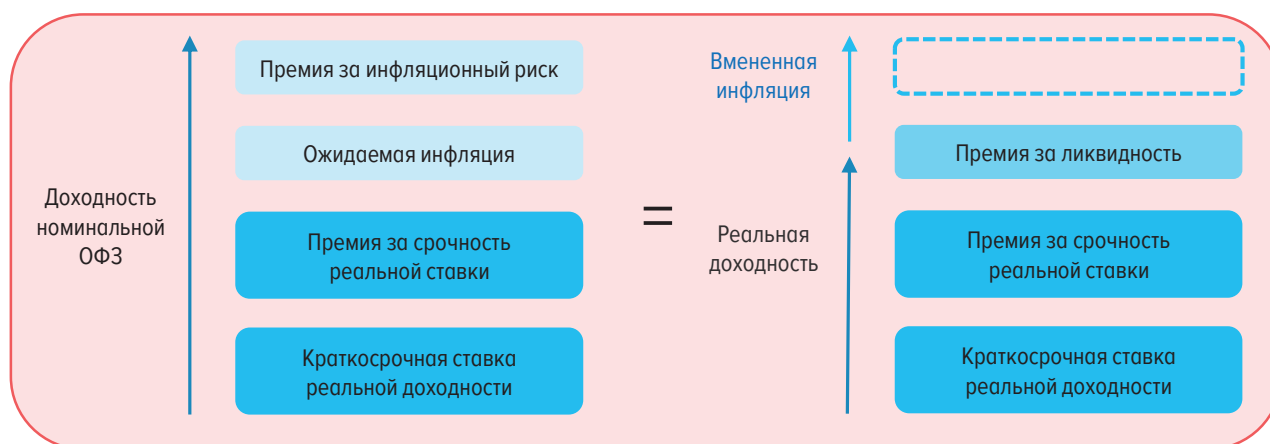 Доходность
номинальной
ОФЗ
Премия за инфляционный риск
Ожидаемая инфляция
Премия за срочность
реальной ставки
Краткосрочная ставка
реальной доходности
=
Вмененная
инфляция
Реальная
доходность
Премия за ликвидность
Премия за срочность
реальной ставки
Краткосрочная ставка
реальной доходности